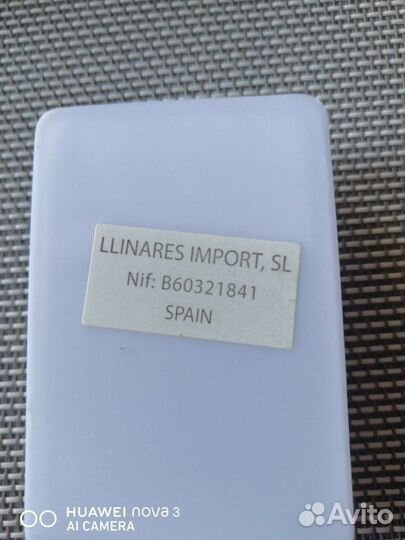 LLINARES IMPORT, SL
Nif: B60321841
SPAIN
HUAWEI nova 3
AI CAMERA
Avito